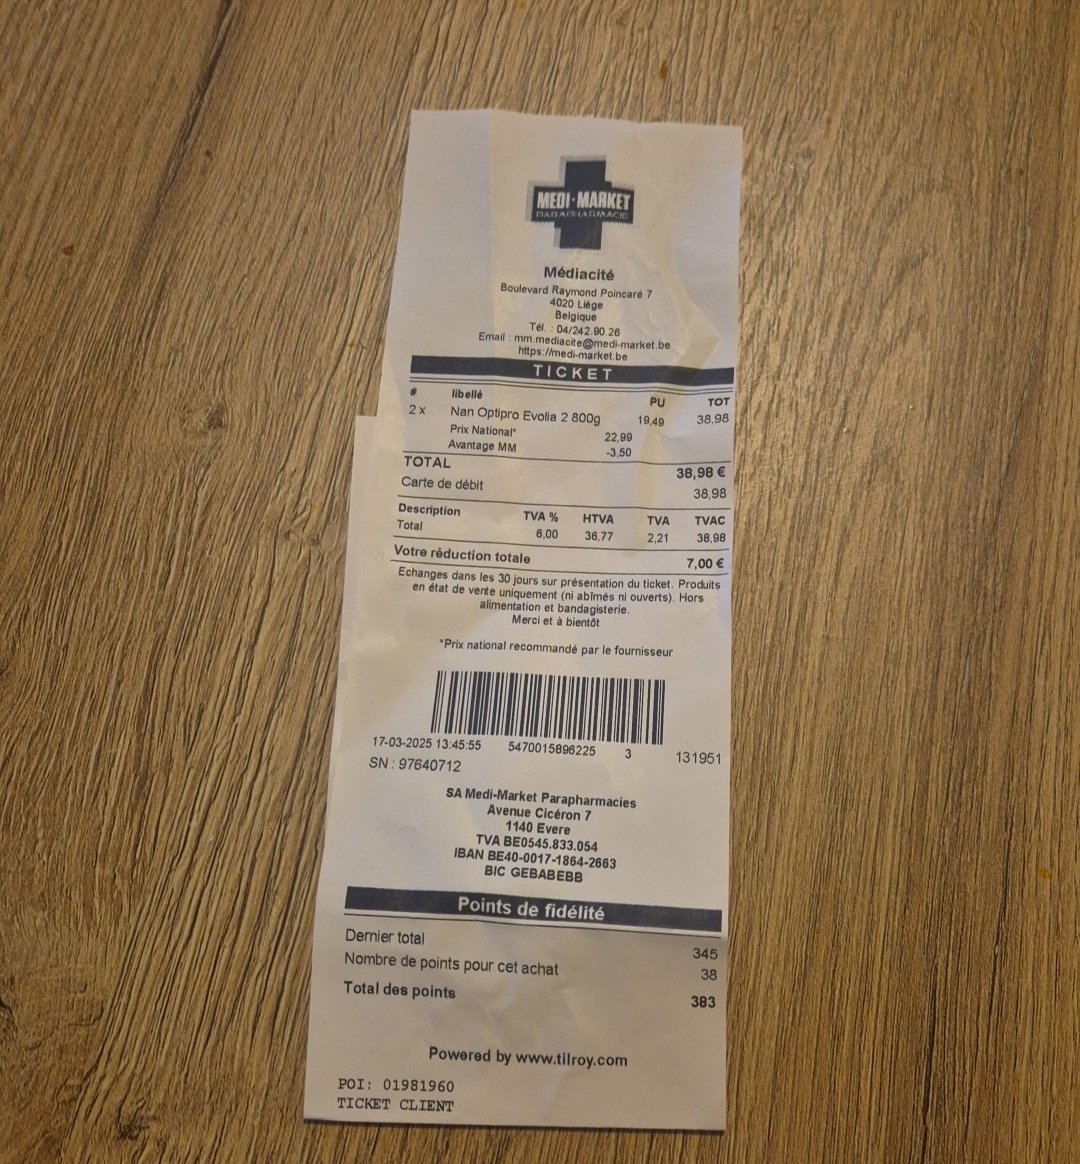 MEDI-MARKET
PARAPHARMACIE
Médiacité
Boulevard Raymond Poincaré 7
4020 Liège
Belgique
Tél. : 04/242.90.26
Email : mm.mediacite@medi-market.be
https://medi-market.be
TICKET
# libellé PU TOT
2 x Nan Optipro Evolia 2 800g 19,49 38,98
Prix National* 22,99
Avantage MM -3,50
TOTAL 38,98 €
Carte de débit 38,98
Description TVA % HTVA TVA TVAC
Total 6,00 36,77 2,21 38,98
Votre réduction totale 7,00 €
Echanges dans les 30 jours sur présentation du ticket. Produits
en état de vente uniquement (ni abîmés ni ouverts). Hors
alimentation et bandagisterie.
Merci et à bientôt
*Prix national recommandé par le fournisseur
17-03-2025 13:45:55 5470015896225 3 131951
SN : 97640712
SA Medi-Market Parapharmacies
Avenue Cicéron 7
1140 Evere
TVA BE0545.833.054
IBAN BE40-0017-1864-2663
BIC GEBABEBB
Points de fidélité
Dernier total 345
Nombre de points pour cet achat 38
Total des points 383
Powered by www.tilroy.com
POI: 01981960
TICKET CLIENT